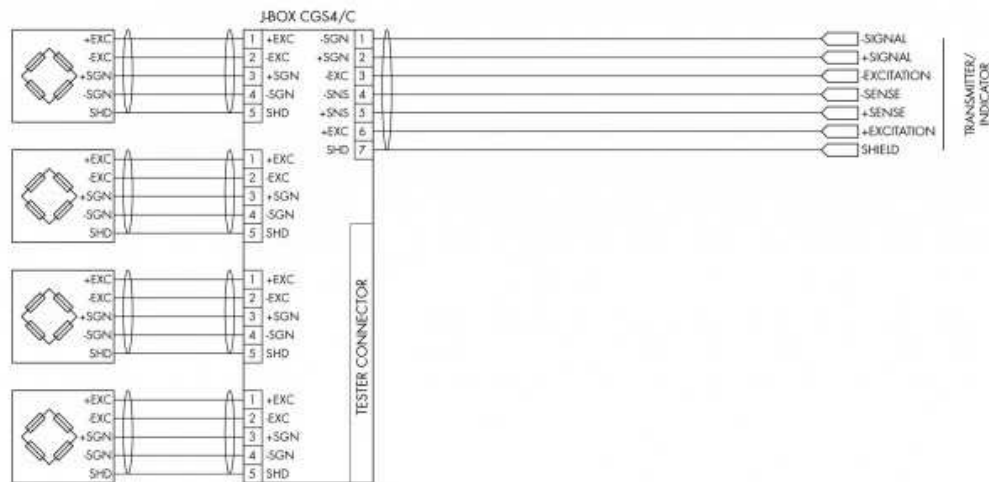 J-BOX CGS4/C
+EXC 1 +EXC -SGN 1 -SIGNAL
-EXC 2 -EXC +SGN 2 +SIGNAL
+SGN 3 +SGN -EXC 3 -EXCITATION
-SGN 4 -SGN -SNS 4 -SENSE
SHD 5 SHD +SNS 5 +SENSE
+EXC 6 +EXCITATION
SHD 7 SHIELD
TRANSMITTER/
INDICATOR
+EXC 1 +EXC
-EXC 2 -EXC
+SGN 3 +SGN
-SGN 4 -SGN
SHD 5 SHD
TESTER CONNECTOR
+EXC 1 +EXC
-EXC 2 -EXC
+SGN 3 +SGN
-SGN 4 -SGN
SHD 5 SHD
+EXC 1 +EXC
-EXC 2 -EXC
+SGN 3 +SGN
-SGN 4 -SGN
SHD 5 SHD